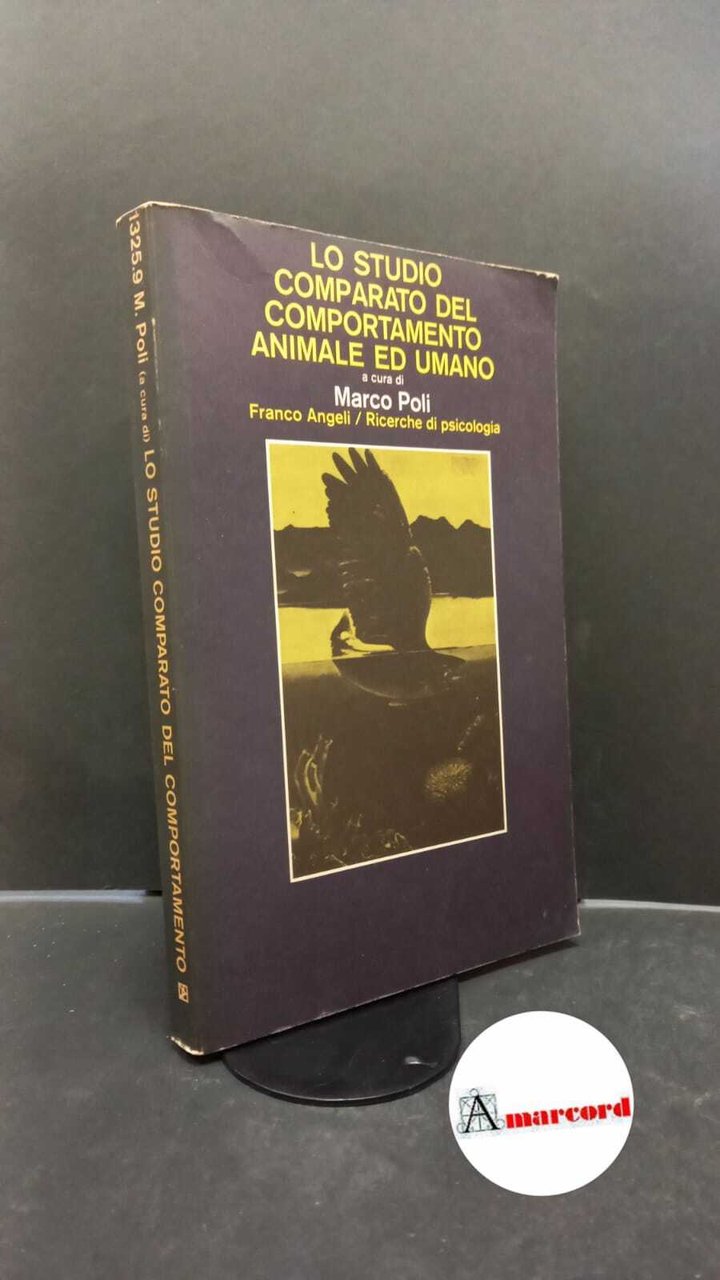 LO STUDIO
COMPARATO DEL
COMPORTAMENTO
ANIMALE ED UMANO
a cura di
Marco Poli
Franco Angeli / Ricerche di psicologia
1325.9 M. Poli (a cura di) LO STUDIO COMPARATO DEL COMPORTAMENTO
Amarcord